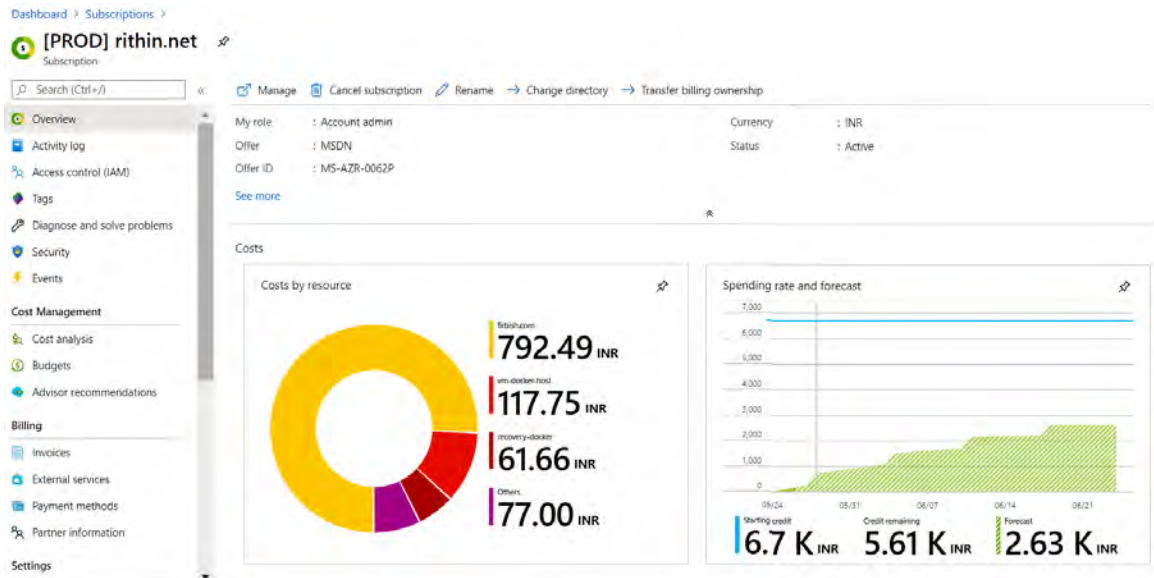 Dashboard > Subscriptions >
[PROD] rithin.net
Subscription
Search (Ctrl+/)
Overview
Activity log
Access control (IAM)
Tags
Diagnose and solve problems
Security
Events
Cost Management
Cost analysis
Budgets
Advisor recommendations
Billing
Invoices
External services
Payment methods
Partner information
Settings
Manage Cancel subscription Rename Change directory Transfer billing ownership
My role : Account admin
Offer : MSDN
Offer ID : MS-AZR-0062P
Currency : INR
Status : Active
See more
Costs
Costs by resource
792.49 INR
vm-docker-host
117.75 INR
recovery-docker
61.66 INR
Others
77.00 INR
Spending rate and forecast
7,000
6,000
5,000
4,000
3,000
2,000
1,000
0
05/24 05/31 06/07 06/14 06/21
Starting credit
6.7 K INR
Credit remaining
5.61 K INR
Forecast
2.63 K INR